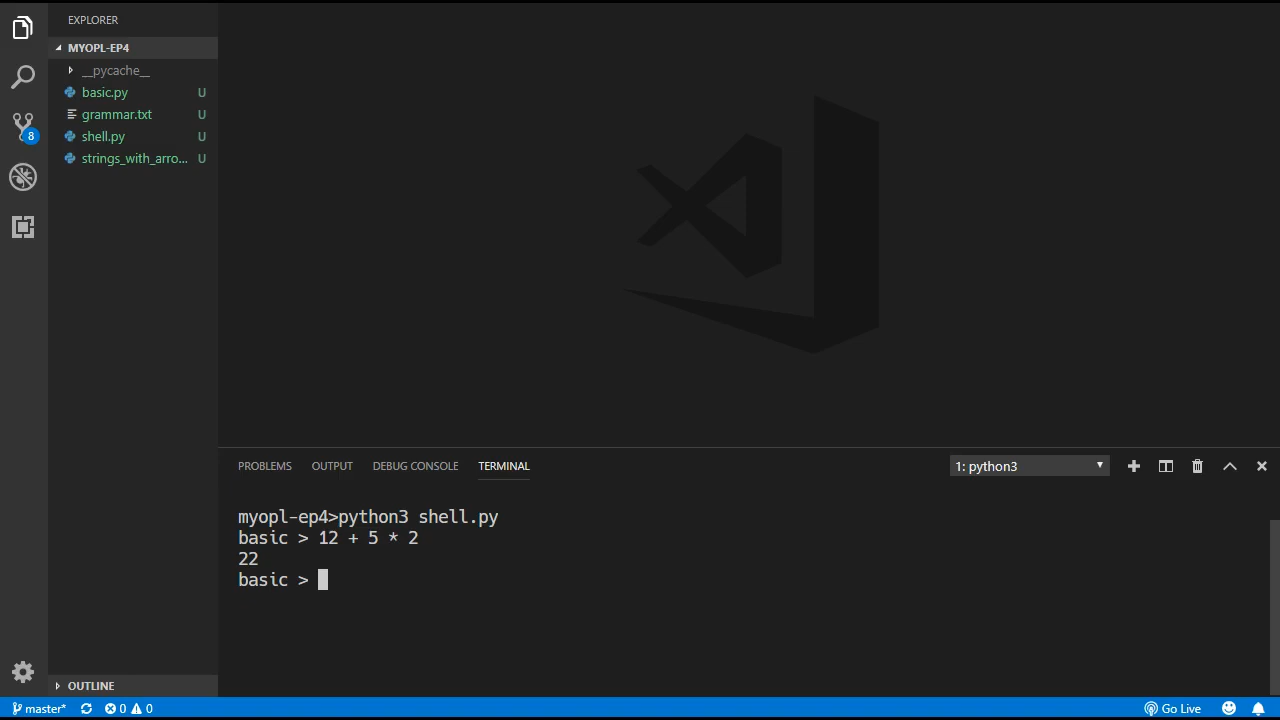 EXPLORER
MYOPL-EP4
__pycache__
basic.py U
grammar.txt U
shell.py U
strings_with_arro... U
8
PROBLEMS OUTPUT DEBUG CONSOLE TERMINAL 1: python3
myopl-ep4>python3 shell.py
basic > 12 + 5 * 2
22
basic >
OUTLINE
master* 0 0 Go Live